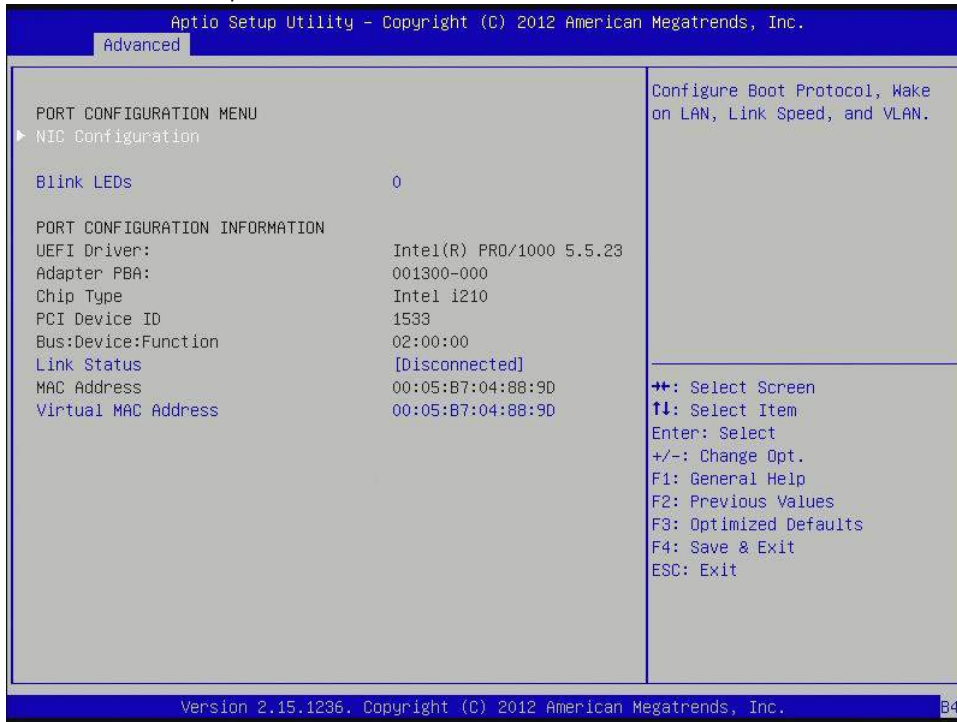 Aptio Setup Utility – Copyright (C) 2012 American Megatrends, Inc.
Advanced
PORT CONFIGURATION MENU
NIC Configuration
Blink LEDs 0
PORT CONFIGURATION INFORMATION
UEFI Driver: Intel(R) PRO/1000 5.5.23
Adapter PBA: 001300-000
Chip Type Intel i210
PCI Device ID 1533
Bus:Device:Function 02:00:00
Link Status [Disconnected]
MAC Address 00:05:B7:04:88:9D
Virtual MAC Address 00:05:B7:04:88:9D
Configure Boot Protocol, Wake
on LAN, Link Speed, and VLAN.
→←: Select Screen
↑↓: Select Item
Enter: Select
+/-: Change Opt.
F1: General Help
F2: Previous Values
F3: Optimized Defaults
F4: Save & Exit
ESC: Exit
Version 2.15.1236. Copyright (C) 2012 American Megatrends, Inc.
B4